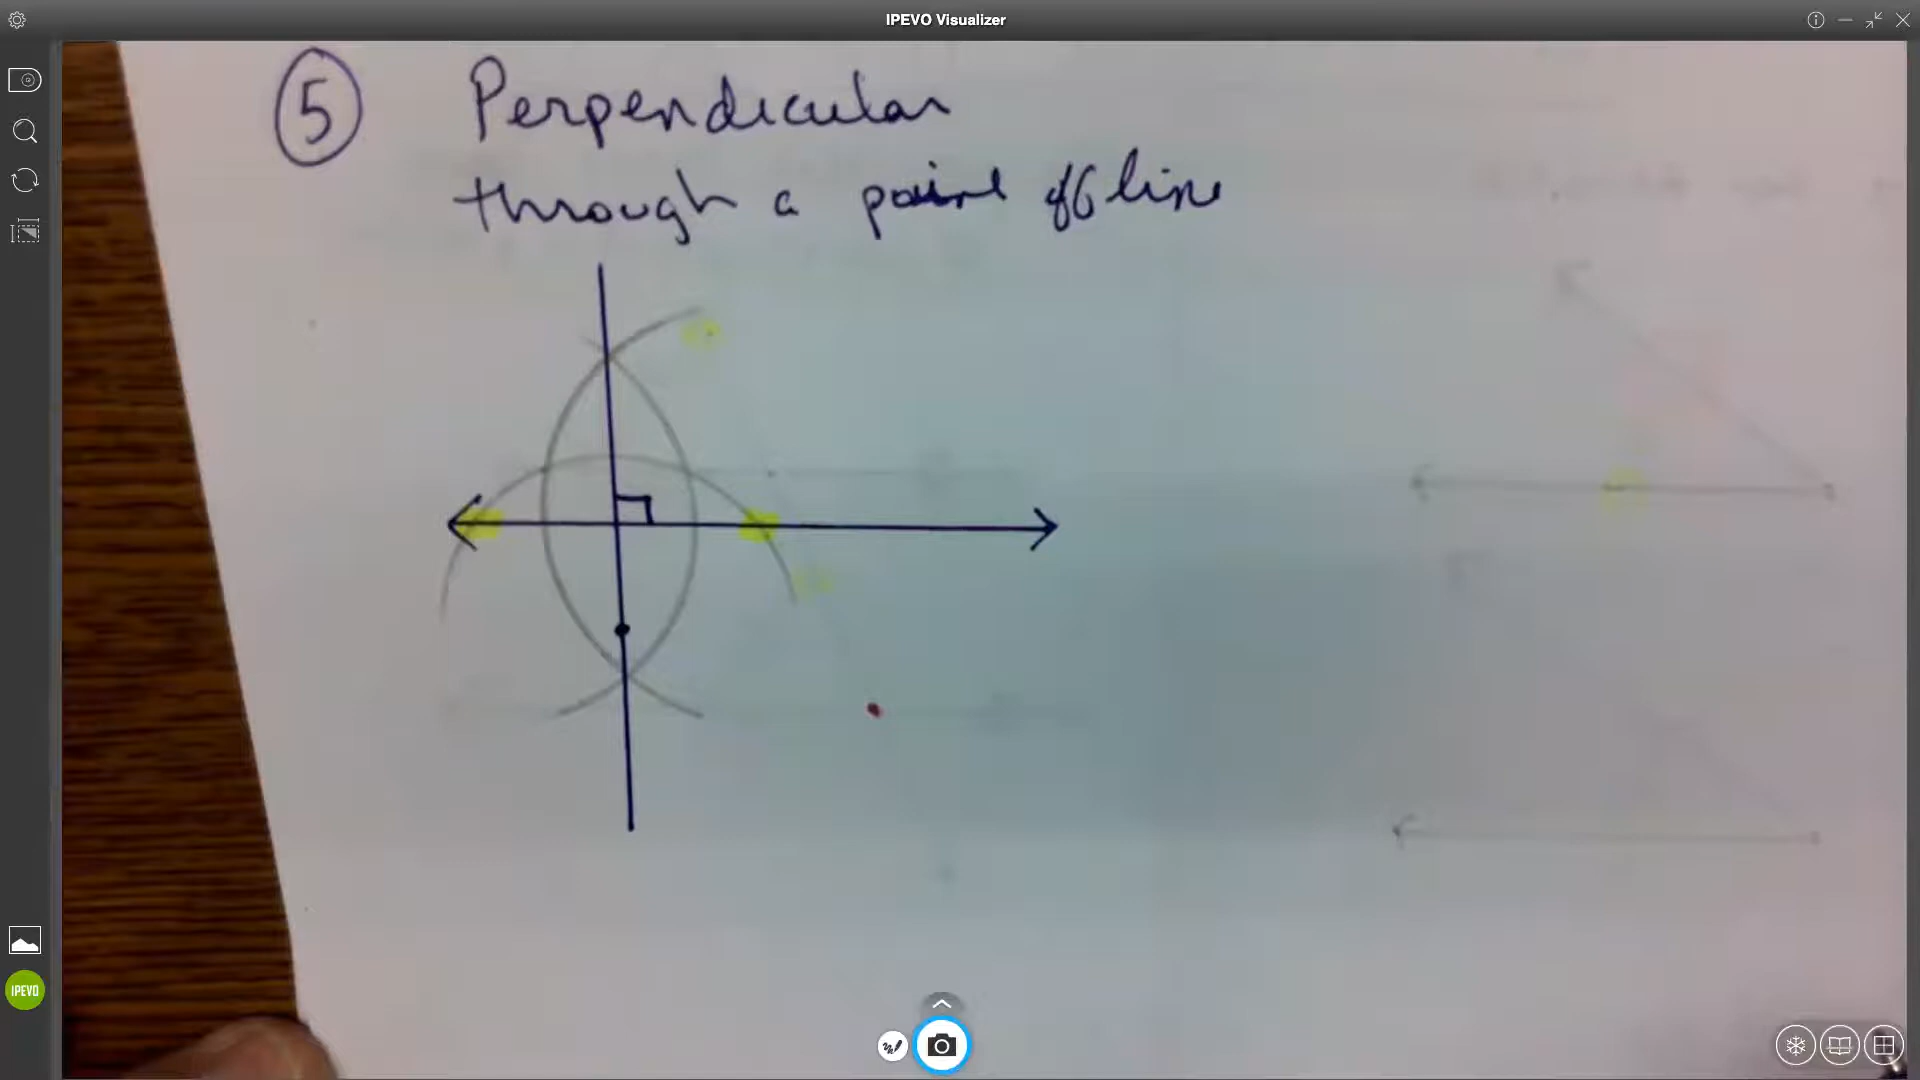 IPEVO Visualizer
5 Perpendicular
through a point off line
IPEVO